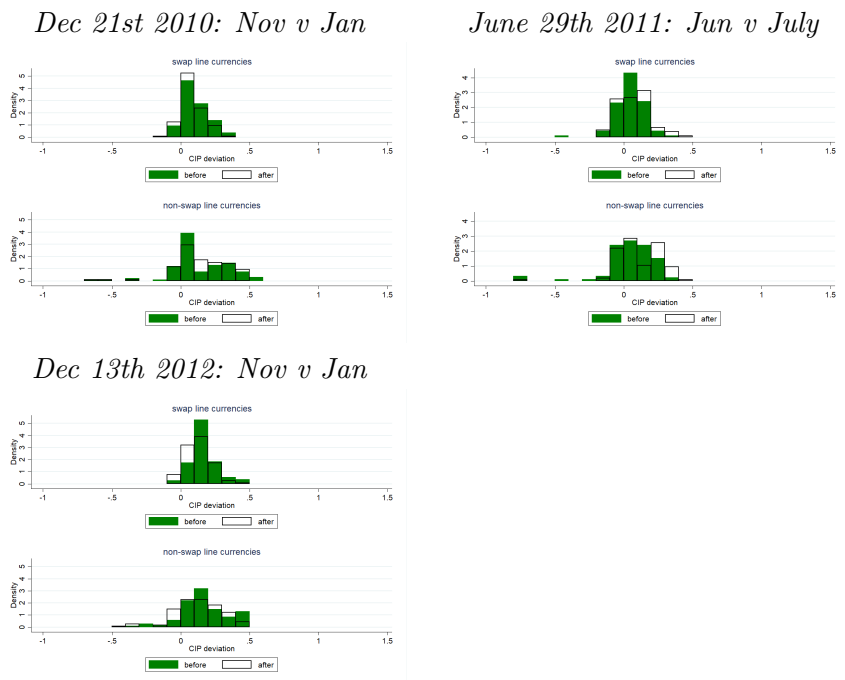 Dec 21st 2010: Nov v Jan
swap line currencies
Density
0 1 2 3 4 5
-1 -.5 0 .5 1 1.5
CIP deviation
before after
non-swap line currencies
Density
0 1 2 3 4 5
-1 -.5 0 .5 1 1.5
CIP deviation
before after
June 29th 2011: Jun v July
swap line currencies
Density
0 1 2 3 4
-1 -.5 0 .5 1 1.5
CIP deviation
before after
non-swap line currencies
Density
0 1 2 3 4
-1 -.5 0 .5 1 1.5
CIP deviation
before after
Dec 13th 2012: Nov v Jan
swap line currencies
Density
0 1 2 3 4 5
-1 -.5 0 .5 1 1.5
CIP deviation
before after
non-swap line currencies
Density
0 1 2 3 4 5
-1 -.5 0 .5 1 1.5
CIP deviation
before after